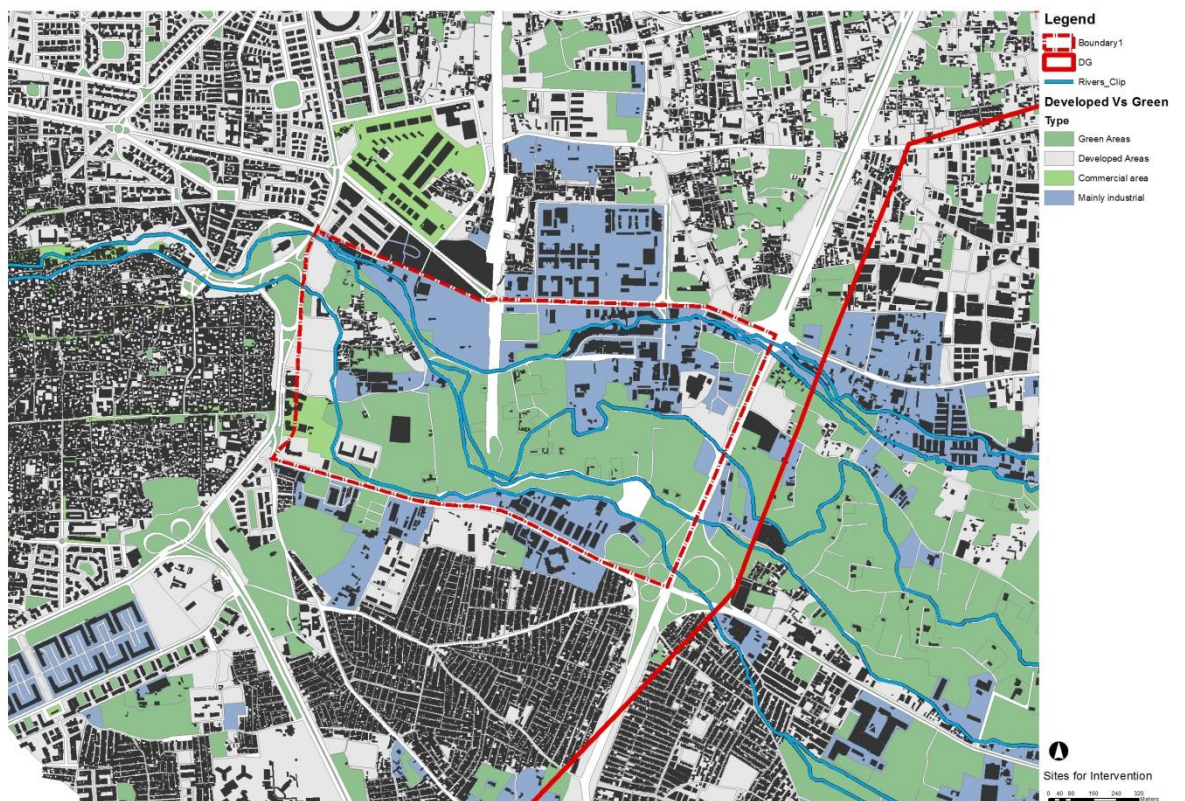 Legend
Boundary1
DG
Rivers_Clip
Developed Vs Green
Type
Green Areas
Developed Areas
Commercial area
Mainly industrial
Sites for Intervention
0 40 80 160 240 320
Meters